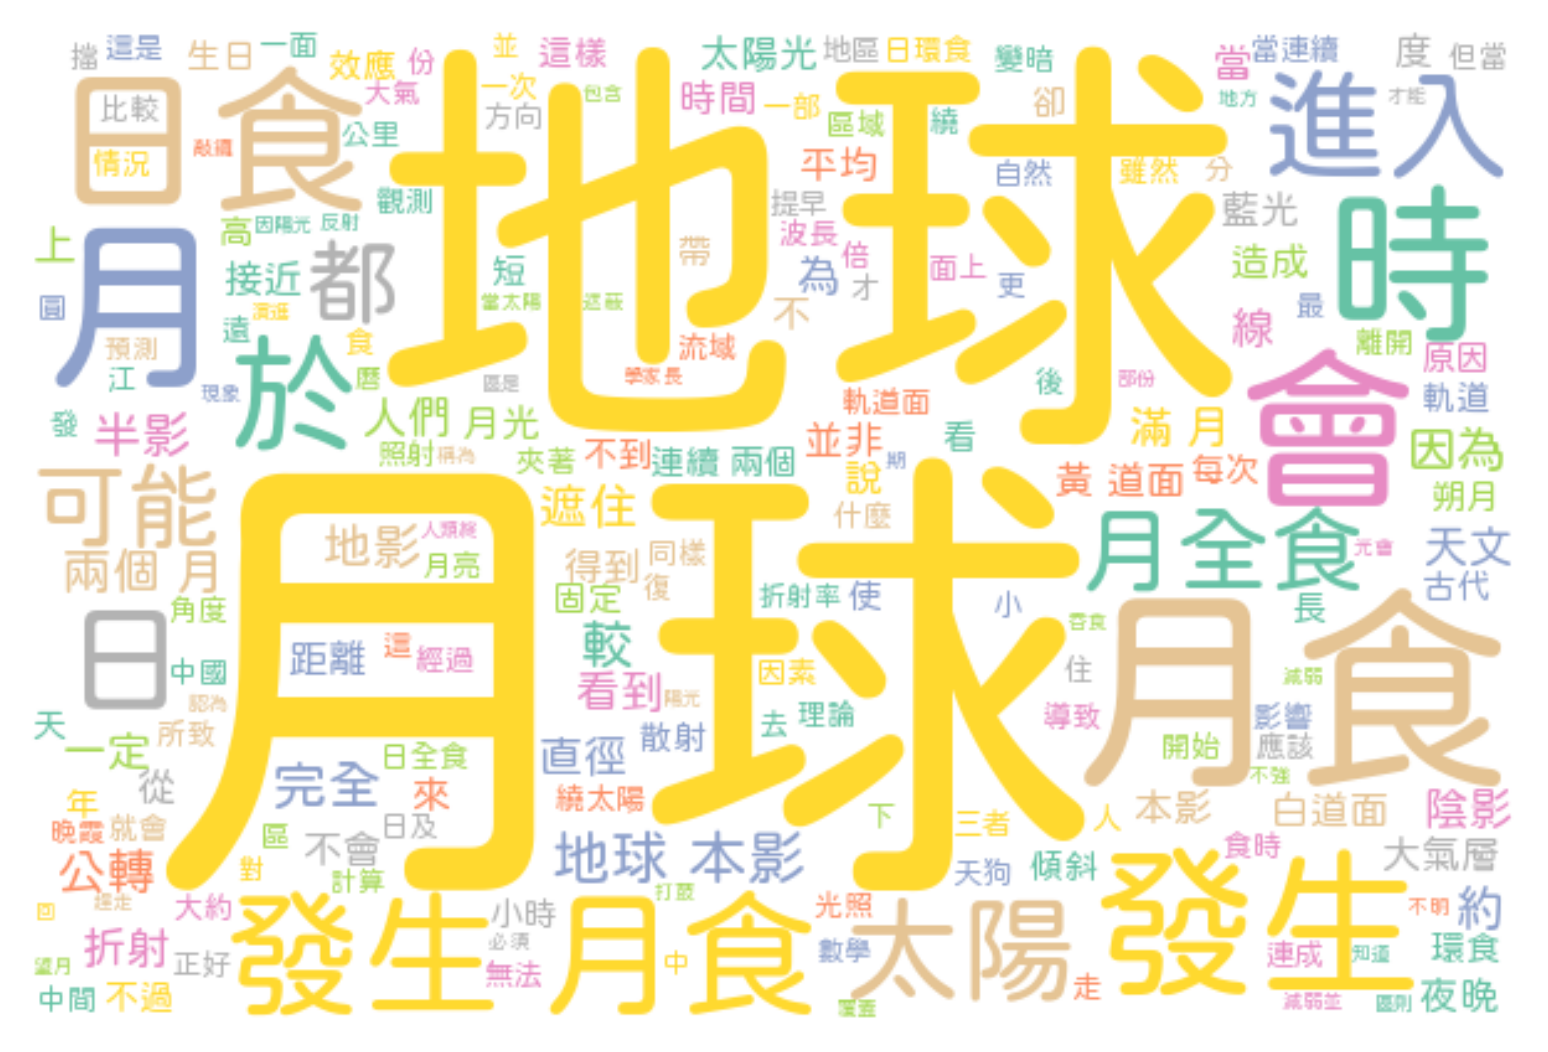 擋 這是 生日 一面 效應 份 並 這樣 太陽光 地區 日環食 變暗 當 當連續 度 但當
日食 比較 情況 敲鑼 大氣 公里 一次 方向 包含 時間 一部 區域 繞 卻 地方 進入 才能
地球
平均 自然 雖然 分 觀測 提早 藍光
上 月 高 因陽光 反射 都 波長 倍 面上 更 造成 時
接近 短 帶 為 才 圓 遠 演進 當太陽 遮蔽 不 線 最 離開
預測 江 現象 於 食 曆 區是 流域 學家長 後 部份 原因 軌道 會
發 半影 人們 月光 軌道面 滿 月 因為
照射 稱為 夾著 不到 連續 兩個 並非 看 期 說 黃 道面 每次 朔月
可能 兩個 月 遮住 什麼 月全食 元會 天文 古代
月球
地影 人類能 月亮 得到 同樣 復 固定 折射率 使 小 長 吞食
日 角度 中國 距離 這 經過 較 看到 陽光 因素 住 月食 減弱
天 一定 所致 認為 去 理論 導致 影響
從 完全 日全食 來 直徑 散射 開始 應該 不強
年 晚霞 就會 區 不會 日及 繞太陽 下 三者 人 本影 白道面 陰影
公轉 對 計算 地球 本影 天狗 傾斜 食時 大氣層
回 趕走 大約 發生 小時 月食 打鼓 光照 太陽 發生 不明 約
望月 折射 正好 必須 無法 中 數學 走 連成 知道 環食
中間 不過 覆蓋 減弱並 區則 夜晚